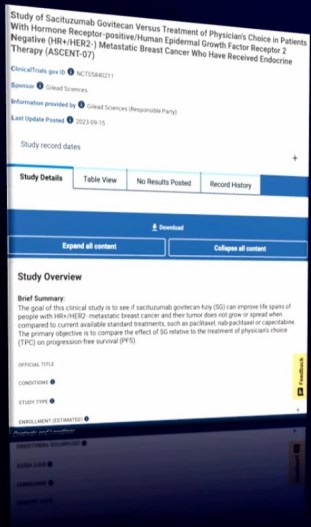 Study of Sacituzumab Govitecan Versus Treatment of Physician's Choice in Patients
With Hormone Receptor-positive/Human Epidermal Growth Factor Receptor 2
Negative (HR+/HER2-) Metastatic Breast Cancer Who Have Received Endocrine
Therapy (ASCENT-07)
ClinicalTrials.gov ID NCT05840211
Sponsor Gilead Sciences
Information provided by Gilead Sciences (Responsible Party)
Last Update Posted 2023-09-15
Study record dates
+
Study Details Table View No Results Posted Record History
Download
Expand all content Collapse all content
Study Overview
Brief Summary:
The goal of this clinical study is to see if sacituzumab govitecan-hziy (SG) can improve life spans of
people with HR+/HER2- metastatic breast cancer and their tumor does not grow or spread when
compared to current available standard treatments, such as paclitaxel, nab-paclitaxel or capecitabine
The primary objective is to compare the effect of SG relative to the treatment of physician's choice
(TPC) on progression-free survival (PFS)
OFFICIAL TITLE
CONDITIONS
STUDY TYPE
ENROLLMENT (ESTIMATED)
Feedback